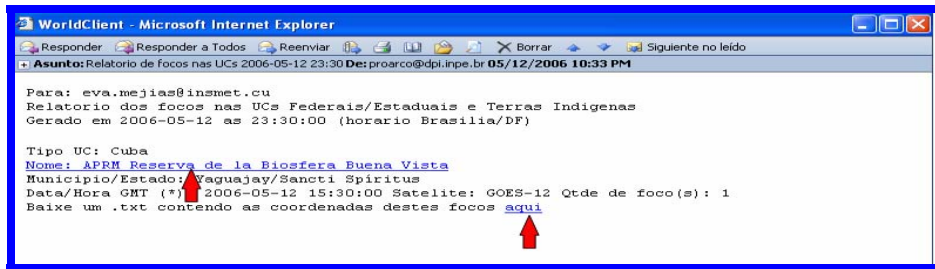 WorldClient - Microsoft Internet Explorer
Responder Responder a Todos Reenviar Borrar Siguiente no leído
Asunto: Relatorio de focos nas UCs 2006-05-12 23:30 De: proarco@dpi.inpe.br 05/12/2006 10:33 PM
Para: eva.mejias@insmet.cu
Relatorio dos focos nas UCs Federais/Estaduais e Terras Indigenas
Gerado em 2006-05-12 as 23:30:00 (horario Brasilia/DF)
Tipo UC: Cuba
Nome: APRM Reserva de la Biosfera Buena Vista
Municipio/Estado: Yaguajay/Sancti Spiritus
Data/Hora GMT (*) 2006-05-12 15:30:00 Satelite: GOES-12 Qtde de foco(s): 1
Baixe um .txt contendo as coordenadas destes focos aqui